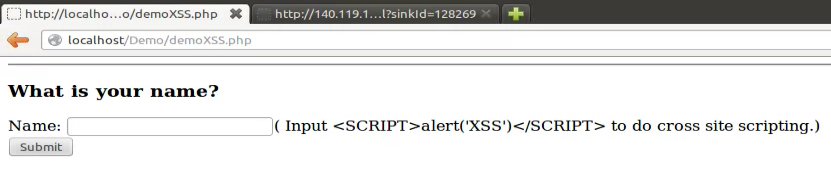 http://localho...o/demoXSS.php http://140.119.1...l?sinkId=128269
localhost/Demo/demoXSS.php
What is your name?
Name: ( Input <SCRIPT>alert('XSS')</SCRIPT> to do cross site scripting.)
Submit